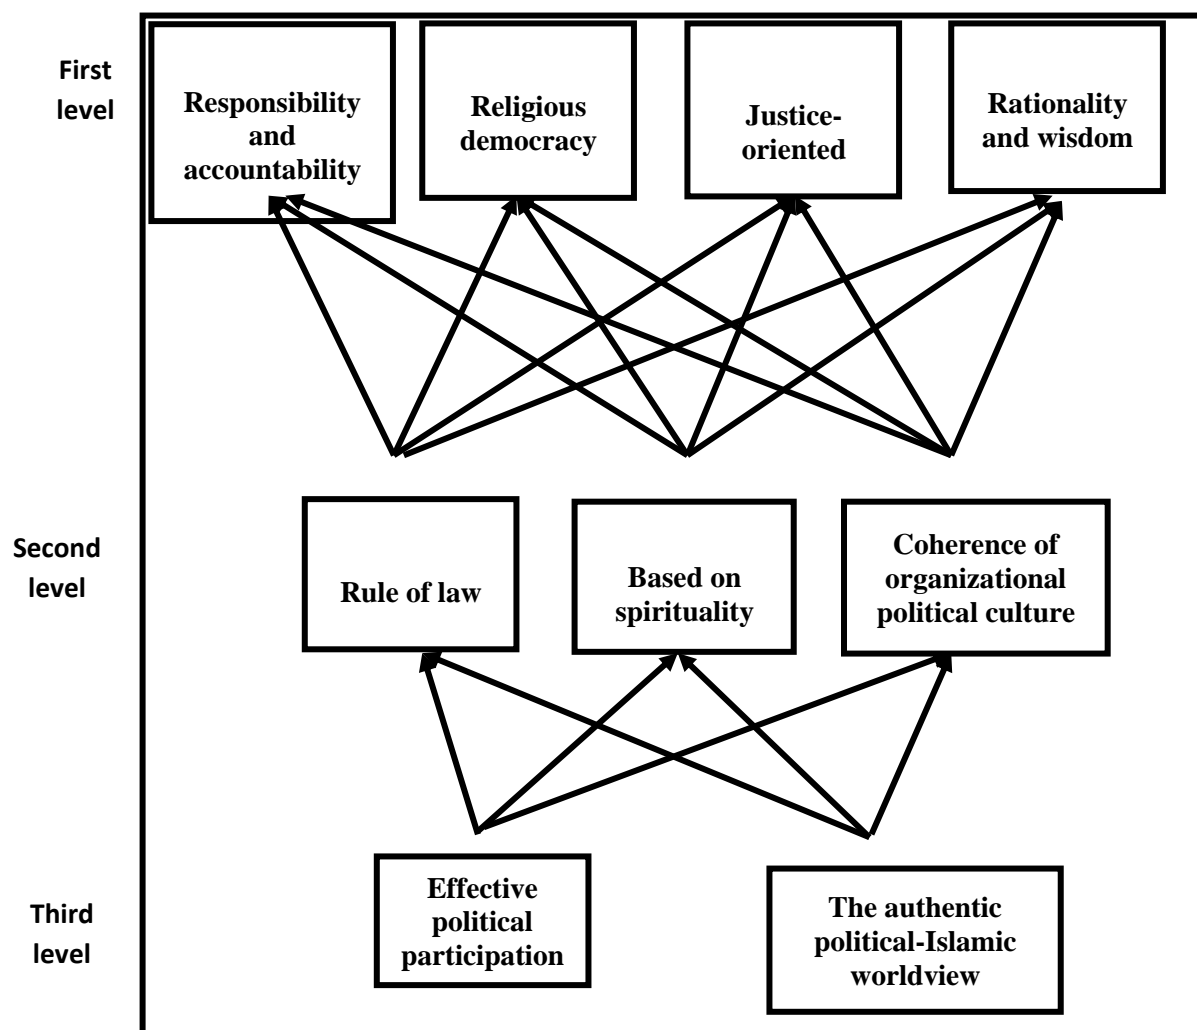 First
level
Responsibility
and
accountability
Religious
democracy
Justice-
oriented
Rationality
and wisdom
Second
level
Rule of law
Based on
spirituality
Coherence of
organizational
political culture
Third
level
Effective
political
participation
The authentic
political-Islamic
worldview